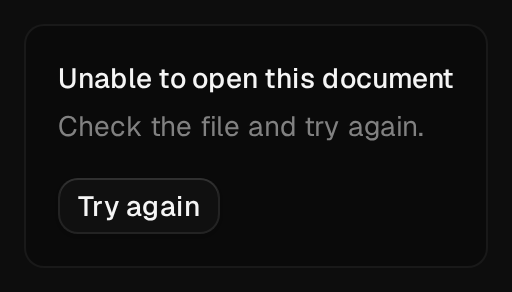 Unable to open this document
Check the file and try again.
Try again